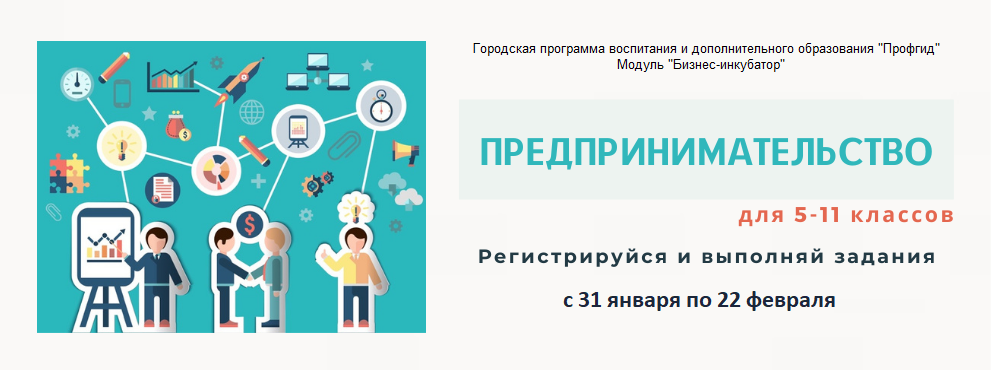 Городская программа воспитания и дополнительного образования "Профгид"
Модуль "Бизнес-инкубатор"
ПРЕДПРИНИМАТЕЛЬСТВО
для 5-11 классов
Регистрируйся и выполняй задания
с 31 января по 22 февраля